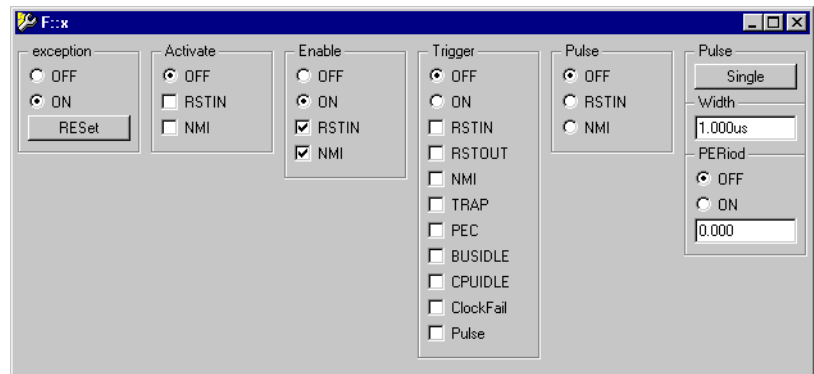 F::x
exception
OFF
ON
RESet
Activate
OFF
RSTIN
NMI
Enable
OFF
ON
RSTIN
NMI
Trigger
OFF
ON
RSTIN
RSTOUT
NMI
TRAP
PEC
BUSIDLE
CPUIDLE
ClockFail
Pulse
Pulse
OFF
RSTIN
NMI
Pulse
Single
Width
1.000us
PERiod
OFF
ON
0.000